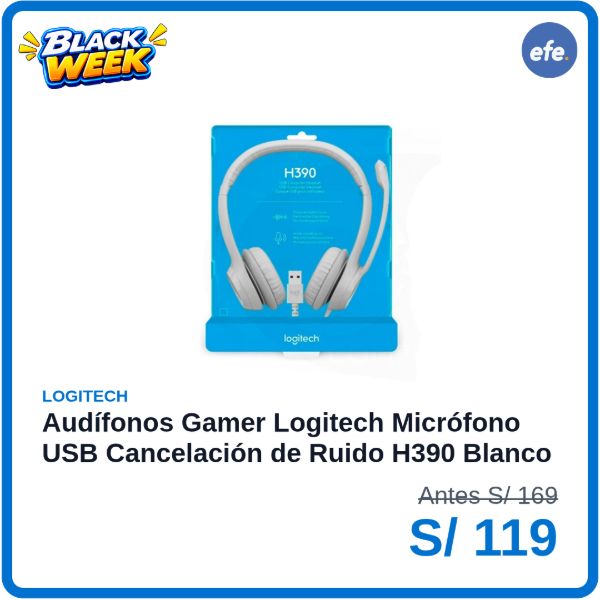 BLACK
WEEK
efe.
H390
logitech
LOGITECH
Audífonos Gamer Logitech Micrófono
USB Cancelación de Ruido H390 Blanco
Antes S/ 169
S/ 119